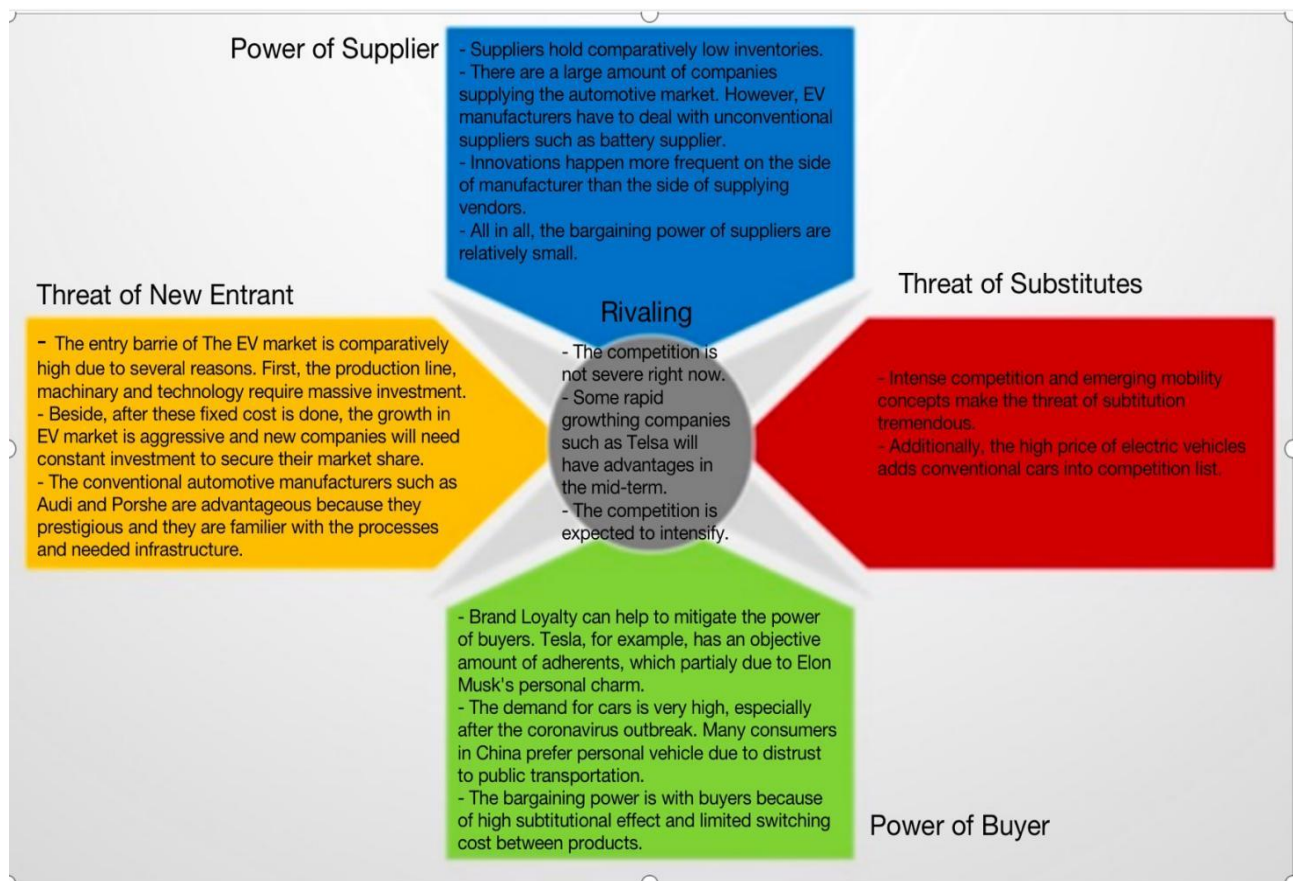 Power of Supplier
- Suppliers hold comparatively low inventories.
- There are a large amount of companies
supplying the automotive market. However, EV
manufacturers have to deal with unconventional
suppliers such as battery supplier.
- Innovations happen more frequent on the side
of manufacturer than the side of supplying
vendors.
- All in all, the bargaining power of suppliers are
relatively small.
Threat of New Entrant
- The entry barrie of The EV market is comparatively
high due to several reasons. First, the production line,
machinery and technology require massive investment.
- Beside, after these fixed cost is done, the growth in
EV market is aggressive and new companies will need
constant investment to secure their market share.
- The conventional automotive manufacturers such as
Audi and Porshe are advantageous because they
prestigious and they are familier with the processes
and needed infrastructure.
Rivaling
- The competition is
not severe right now.
- Some rapid
growthing companies
such as Telsa will
have advantages in
the mid-term.
- The competition is
expected to intensify.
Threat of Substitutes
- Intense competition and emerging mobility
concepts make the threat of subtitution
tremendous.
- Additionally, the high price of electric vehicles
adds conventional cars into competition list.
- Brand Loyalty can help to mitigate the power
of buyers. Tesla, for example, has an objective
amount of adherents, which partialy due to Elon
Musk's personal charm.
- The demand for cars is very high, especially
after the coronavirus outbreak. Many consumers
in China prefer personal vehicle due to distrust
to public transportation.
- The bargaining power is with buyers because
of high subtitutional effect and limited switching
cost between products.
Power of Buyer